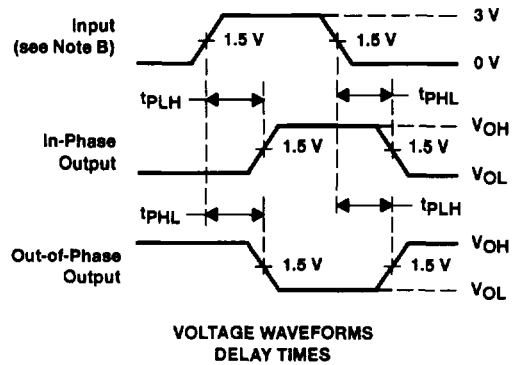 Input
(see Note B)
1.5 V
1.5 V
3 V
0 V
tPLH
tPHL
In-Phase
Output
1.5 V
1.5 V
VOH
VOL
tPHL
tPLH
Out-of-Phase
Output
1.5 V
1.5 V
VOH
VOL
VOLTAGE WAVEFORMS
DELAY TIMES